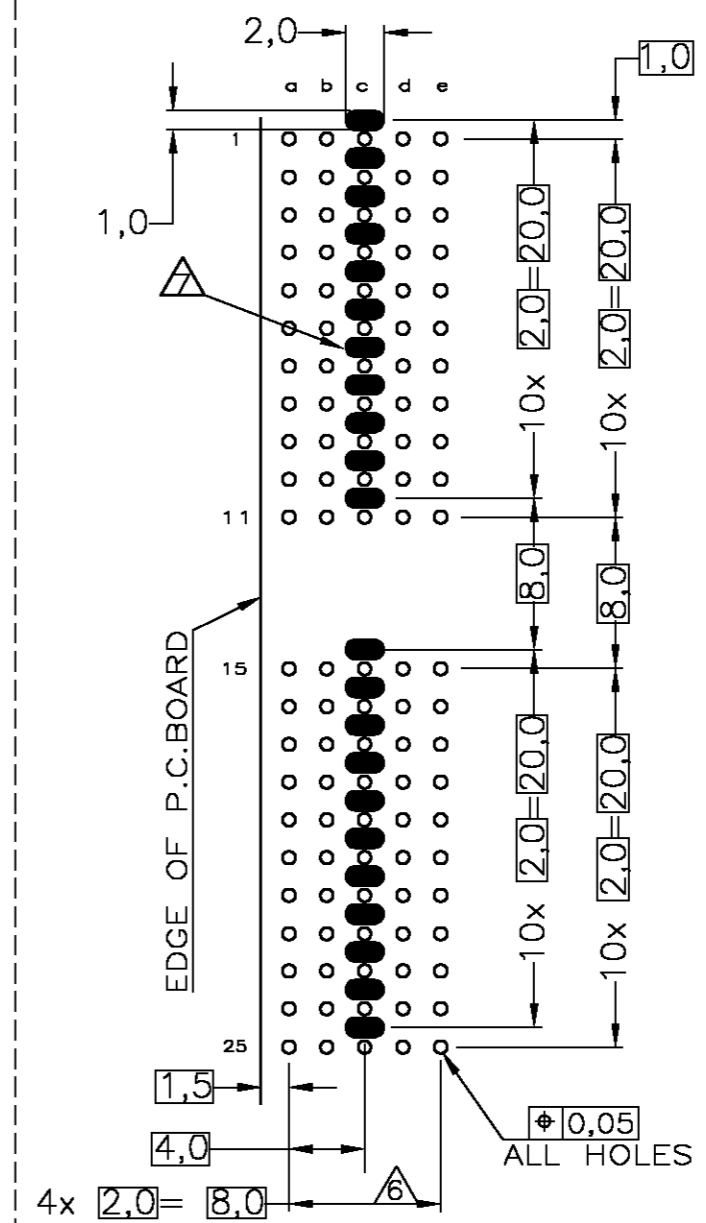 2,0
1,0
a b c d e
1
1,0
7
2,0=20,0
10x
2,0=20,0
10x
11
8,0
8,0
EDGE OF P.C.BOARD
15
2,0=20,0
10x
2,0=20,0
10x
25
1,5
⌖ 0,05
ALL HOLES
4,0
6
4x 2,0= 8,0